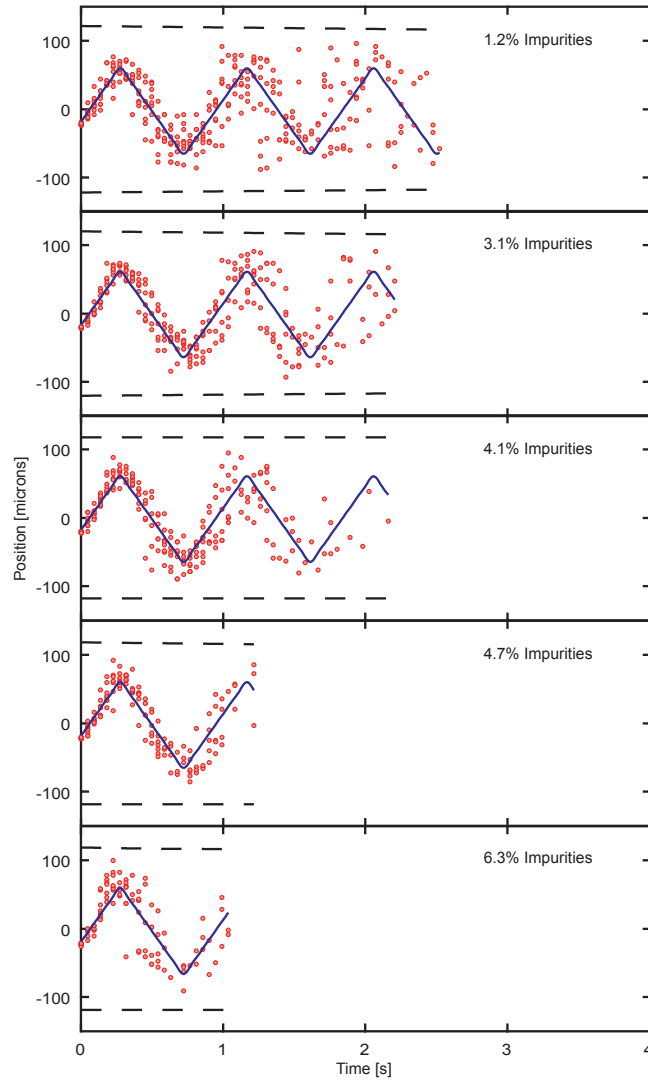 100
0
-100
1.2% Impurities
100
0
-100
3.1% Impurities
Position [microns]
100
0
-100
4.1% Impurities
100
0
-100
4.7% Impurities
100
0
-100
6.3% Impurities
0 1 2 3 4
Time [s]